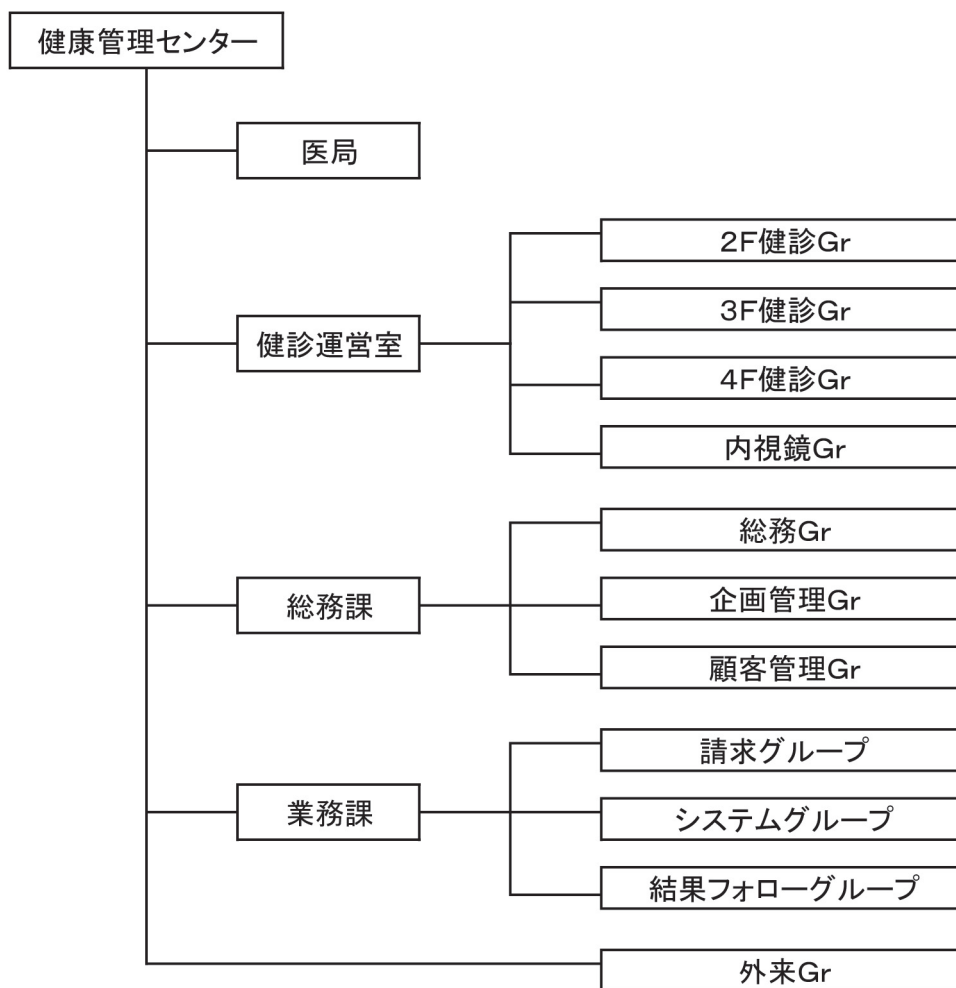 健康管理センター
医局
2F健診Gr
3F健診Gr
健診運営室
4F健診Gr
内視鏡Gr
総務Gr
総務課
企画管理Gr
顧客管理Gr
請求グループ
業務課
システムグループ
結果フォローグループ
外来Gr